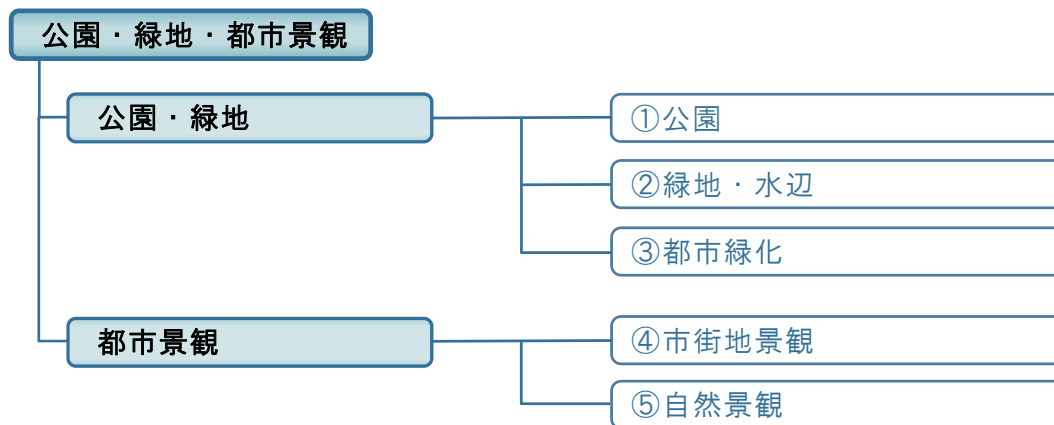 公園・緑地・都市景観
公園・緑地
①公園
②緑地・水辺
③都市緑化
都市景観
④市街地景観
⑤自然景観